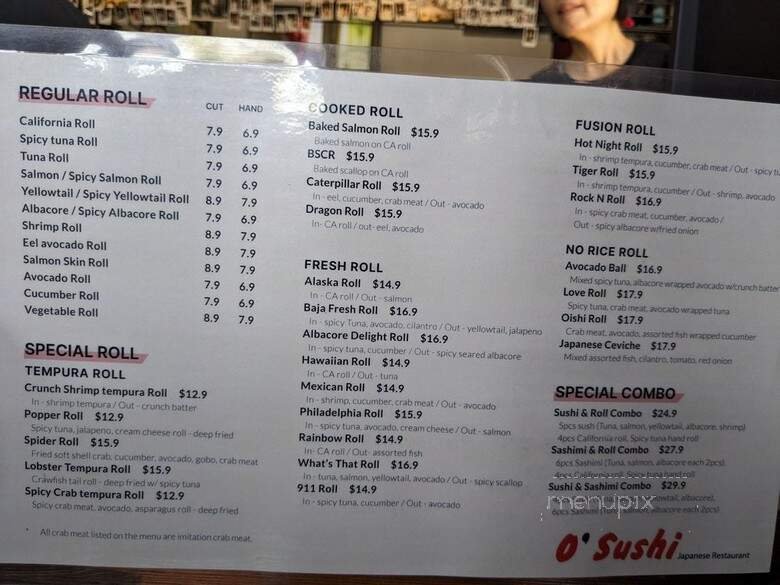 REGULAR ROLL
CUT HAND
California Roll 7.9 6.9
Spicy tuna Roll 7.9 6.9
Tuna Roll 7.9 6.9
Salmon / Spicy Salmon Roll 7.9 6.9
Yellowtail / Spicy Yellowtail Roll 8.9 7.9
Albacore / Spicy Albacore Roll 7.9 6.9
Shrimp Roll 8.9 7.9
Eel avocado Roll 8.9 7.9
Salmon Skin Roll 8.9 7.9
Avocado Roll 7.9 6.9
Cucumber Roll 7.9 6.9
Vegetable Roll 8.9 7.9
SPECIAL ROLL
TEMPURA ROLL
Crunch Shrimp tempura Roll $12.9
In - shrimp tempura / Out - crunch batter
Popper Roll $12.9
Spicy tuna, jalapeno, cream cheese roll - deep fried
Spider Roll $15.9
Fried soft shell crab, cucumber, avocado, gobo, crab meat
Lobster Tempura Roll $15.9
Crawfish tail roll - deep fried w/ spicy tuna
Spicy Crab tempura Roll $12.9
Spicy crab meat, avocado, asparagus roll - deep fried
* All crab meat listed on the menu are imitation crab meat.
COOKED ROLL
Baked Salmon Roll $15.9
Baked salmon on CA roll
BSCR $15.9
Baked scallop on CA roll
Caterpillar Roll $15.9
In - eel, cucumber, crab meat / Out - avocado
Dragon Roll $15.9
In- CA roll / out- eel, avocado
FRESH ROLL
Alaska Roll $14.9
In - CA roll / Out - salmon
Baja Fresh Roll $16.9
In - spicy Tuna, avocado, cilantro / Out - yellowtail, jalapeno
Albacore Delight Roll $16.9
In - spicy tuna, cucumber / Out - spicy seared albacore
Hawaiian Roll $14.9
In - CA roll / Out - tuna
Mexican Roll $14.9
In - shrimp, cucumber, crab meat / Out - avocado
Philadelphia Roll $15.9
In - spicy tuna, avocado, cream cheese / Out - salmon
Rainbow Roll $14.9
In- CA roll / Out- assorted fish
What's That Roll $16.9
In - tuna, salmon, yellowtail, avocado / Out - spicy scallop
911 Roll $14.9
In - spicy tuna, cucumber / Out - avocado
FUSION ROLL
Hot Night Roll $15.9
In - shrimp tempura, cucumber, crab meat / Out - spicy
Tiger Roll $15.9
In - shrimp tempura, cucumber / Out - shrimp, avocado
Rock N Roll $16.9
In - spicy crab meat, cucumber, avocado /
Out - spicy albacore w/fried onion
NO RICE ROLL
Avocado Ball $16.9
Mixed spicy tuna, albacore wrapped avocado w/crunch batter
Love Roll $17.9
Spicy tuna, crab meat, avocado wrapped tuna
Oishi Roll $17.9
Crab meat, avocado, assorted fish wrapped cucumber
Japanese Ceviche $17.9
Mixed assorted fish, cilantro, tomato, red onion
SPECIAL COMBO
Sushi & Roll Combo $24.9
5pcs sush (Tuna, salmon, yellowtail, albacore, shrimp)
4pcs California roll, Spicy tuna hand roll
Sashimi & Roll Combo $27.9
6pcs Sashimi (Tuna, salmon, albacore each 2pcs)
4pcs California roll, Spicy tuna hand roll
Sushi & Sashimi Combo $29.9
yellowtail, albacore),
6pcs Sashimi (Tuna, salmon, albacore each 2pcs)
menupix
O'Sushi Japanese Restaurant